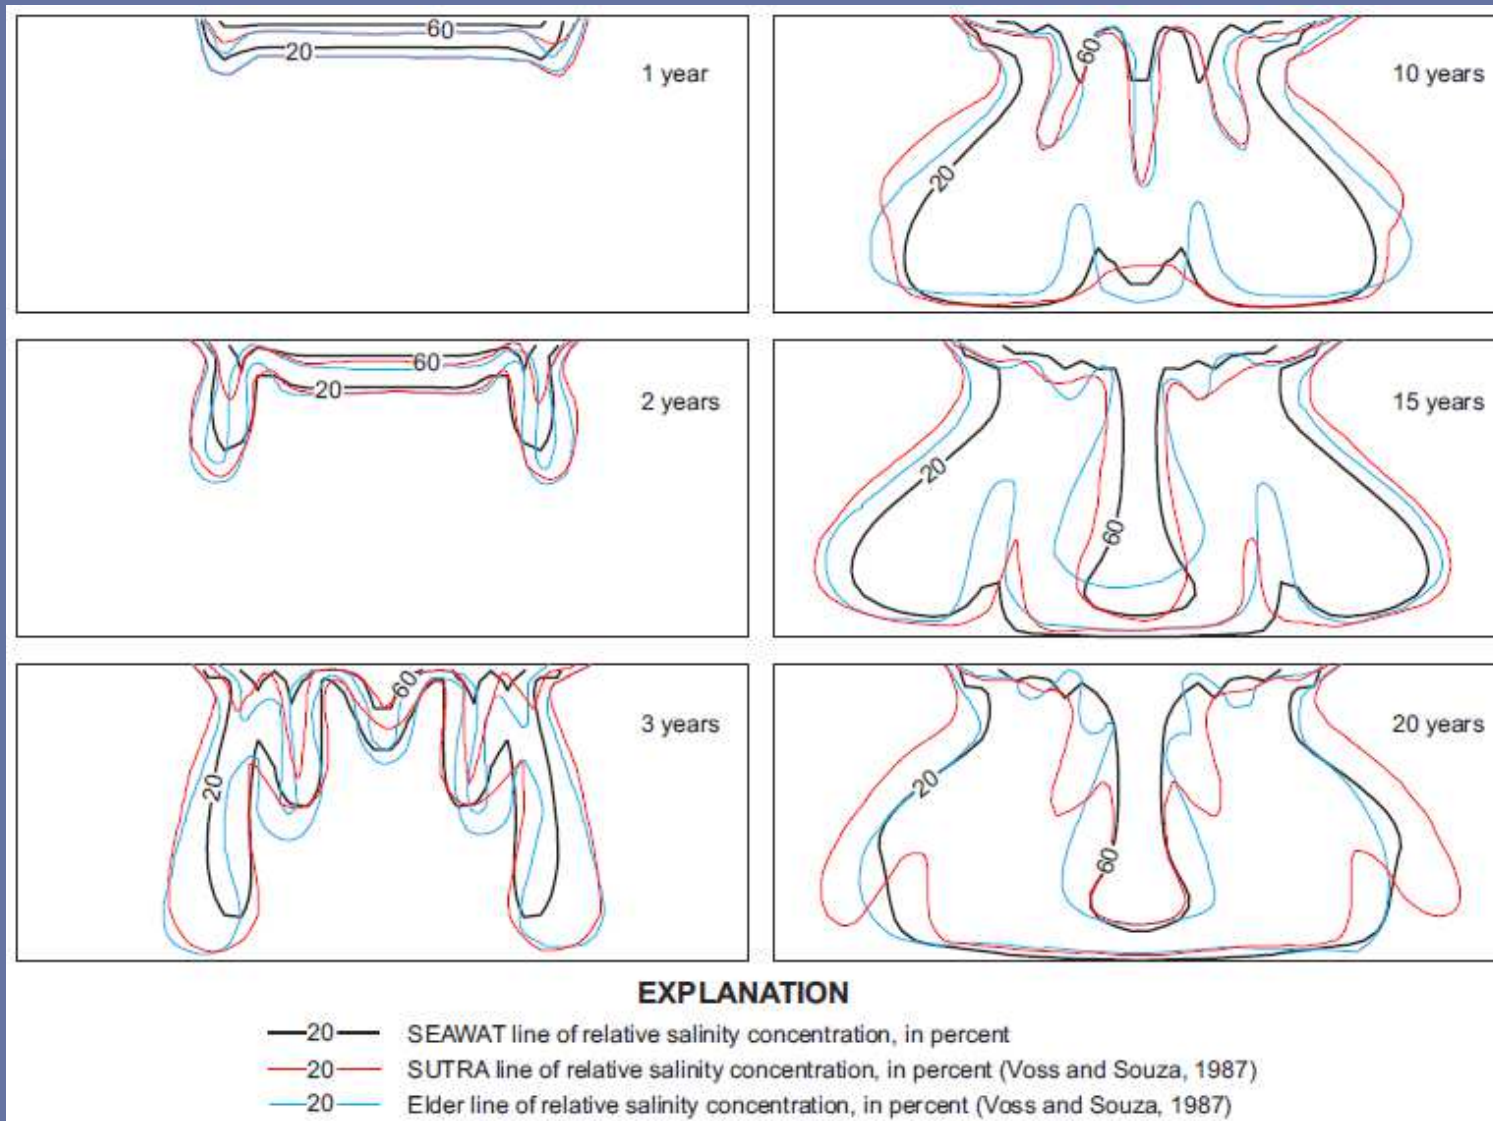 60
20
1 year
60
20
10 years
60
20
2 years
20
60
15 years
60
20
3 years
20
60
20 years
EXPLANATION
20 SEAWAT line of relative salinity concentration, in percent
20 SUTRA line of relative salinity concentration, in percent (Voss and Souza, 1987)
20 Elder line of relative salinity concentration, in percent (Voss and Souza, 1987)